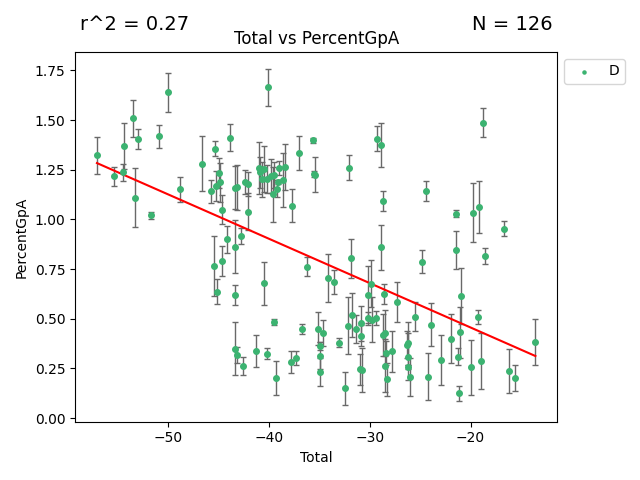 r^2 = 0.27
N = 126
Total vs PercentGpA
D
1.75
1.50
1.25
1.00
0.75
0.50
0.25
0.00
PercentGpA
−50
−40
−30
−20
Total